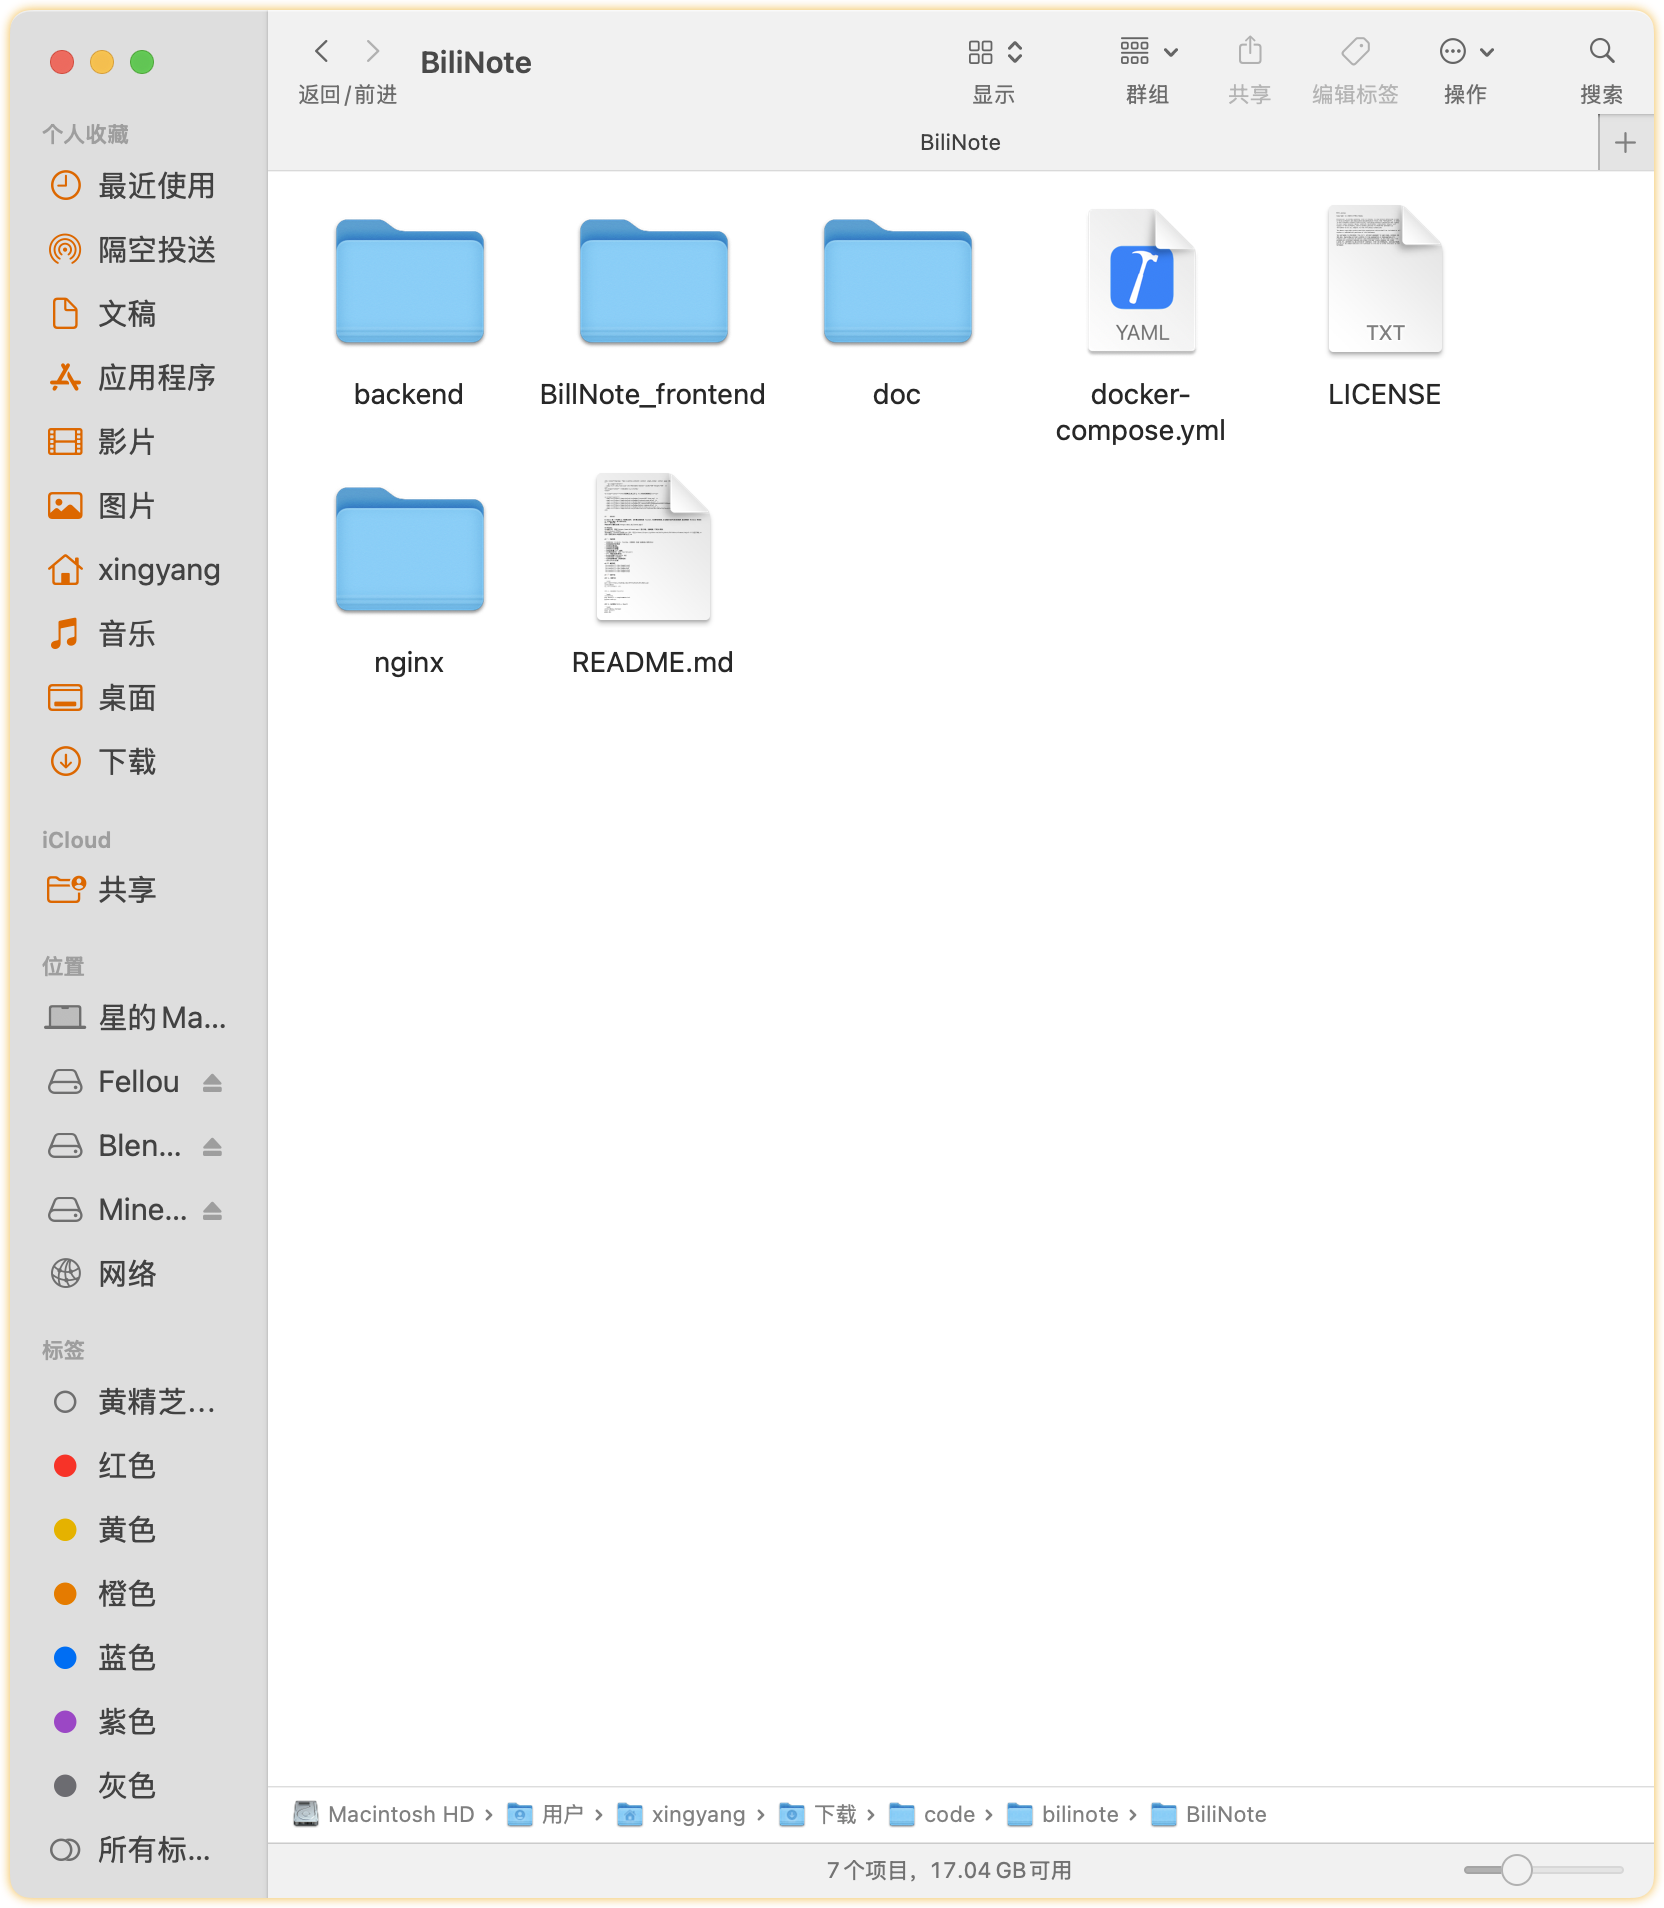 BiliNote
返回/前进
显示
群组
共享
编辑标签
操作
搜索
BiliNote
个人收藏
最近使用
隔空投送
文稿
应用程序
影片
图片
xingyang
音乐
桌面
下载
iCloud
共享
位置
星的Ma...
Fellou
Blen...
Mine...
网络
标签
黄精芝...
红色
黄色
橙色
蓝色
紫色
灰色
所有标...
backend
BillNote_frontend
doc
YAML
docker-
compose.yml
TXT
LICENSE
nginx
README.md
Macintosh HD › 用户 › xingyang › 下载 › code › bilinote › BiliNote
7个项目，17.04 GB可用